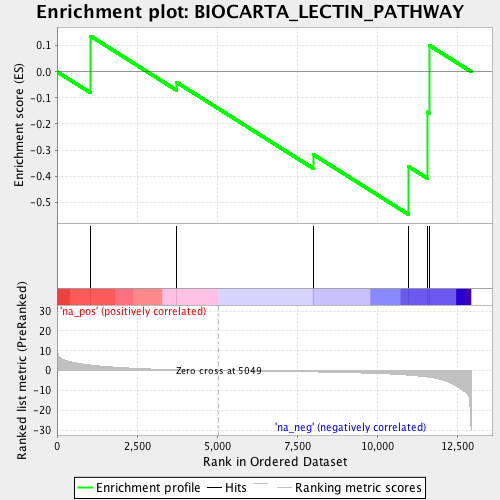 Enrichment plot: BIOCARTA_LECTIN_PATHWAY
Enrichment score (ES)
0.1
0.0
-0.1
-0.2
-0.3
-0.4
-0.5
'na_pos' (positively correlated)
Ranked list metric (PreRanked)
30
20
10
0
-10
-20
-30
Zero cross at 5049
'na_neg' (negatively correlated)
0 2,500 5,000 7,500 10,000 12,500
Rank in Ordered Dataset
Enrichment profile Hits Ranking metric scores